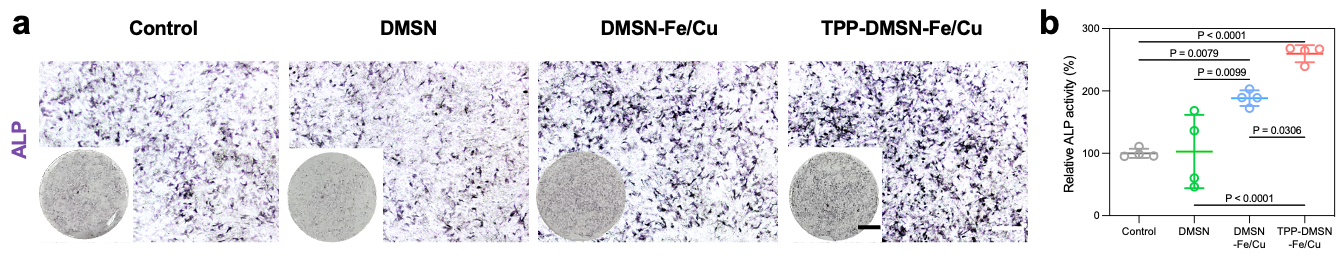 a
Control DMSN DMSN-Fe/Cu TPP-DMSN-Fe/Cu
ALP
b
Relative ALP activity (%)
300
200
100
0
P < 0.0001
P = 0.0079
P = 0.0099
P = 0.0306
P < 0.0001
Control DMSN DMSN TPP-DMSN
-Fe/Cu -Fe/Cu